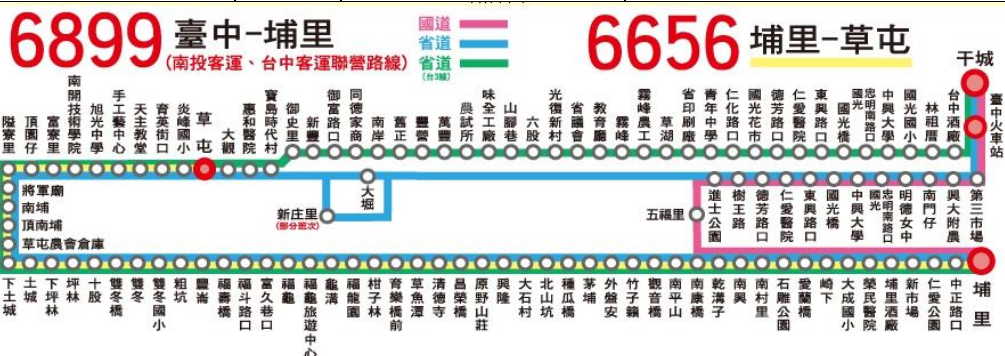 6899 臺中-埔里
(南投客運、台中客運聯營路線)
國道
省道
省道
(台3線)
6656 埔里-草屯
干城
臺中火車站
隘寮里
頂園仔
富寮里
南開技術學院
旭光中學
手工藝中心
天主教堂
育英街口
炎峰國小
草屯
大觀
惠和醫院
寶島時代村
御史里
新豐
御富路口
同德家商
南岸
舊正
豐營
萬豐
農試所
味全工廠
山腳巷
六股
光復新村
省議會
教育廳
霧峰
霧峰農工
草湖
省印刷廠
青年中學
仁化路口
國光花市
德芳路口
仁愛醫院
東興路口
國光橋
國光忠明南路口
中興大學
國光國小
林祖厝
台中酒廠
將軍廟
南埔
頂南埔
草屯農會倉庫
大堀
新庄里
(部分班次)
五福里
進士公園
樹王路
德芳路口
仁愛醫院
東興路口
國光橋
中興大學
國光忠明南路口
明德女中
南門仔
興大附農
第三市場
下土城
土城
下坪林
坪林
十股
雙冬橋
雙冬
雙冬國小
粗坑
豐崙
福壽橋
福斗路口
富久巷口
福龜
福龜旅遊中心
龜溝
福龍園
柑子林
育樂橋前
草魚潭
清德寺
昌榮橋
原野山莊
興隆
大石村
北山坑
種瓜橋
茅埔
外盤安
竹子籟
觀音橋
南平山
南康橋
乾溝子
南興
南村里
石雕公園
愛蘭橋
崎下
大成國小
榮民醫院
埔里酒廠
新市場
仁愛公園
中正路口
埔里